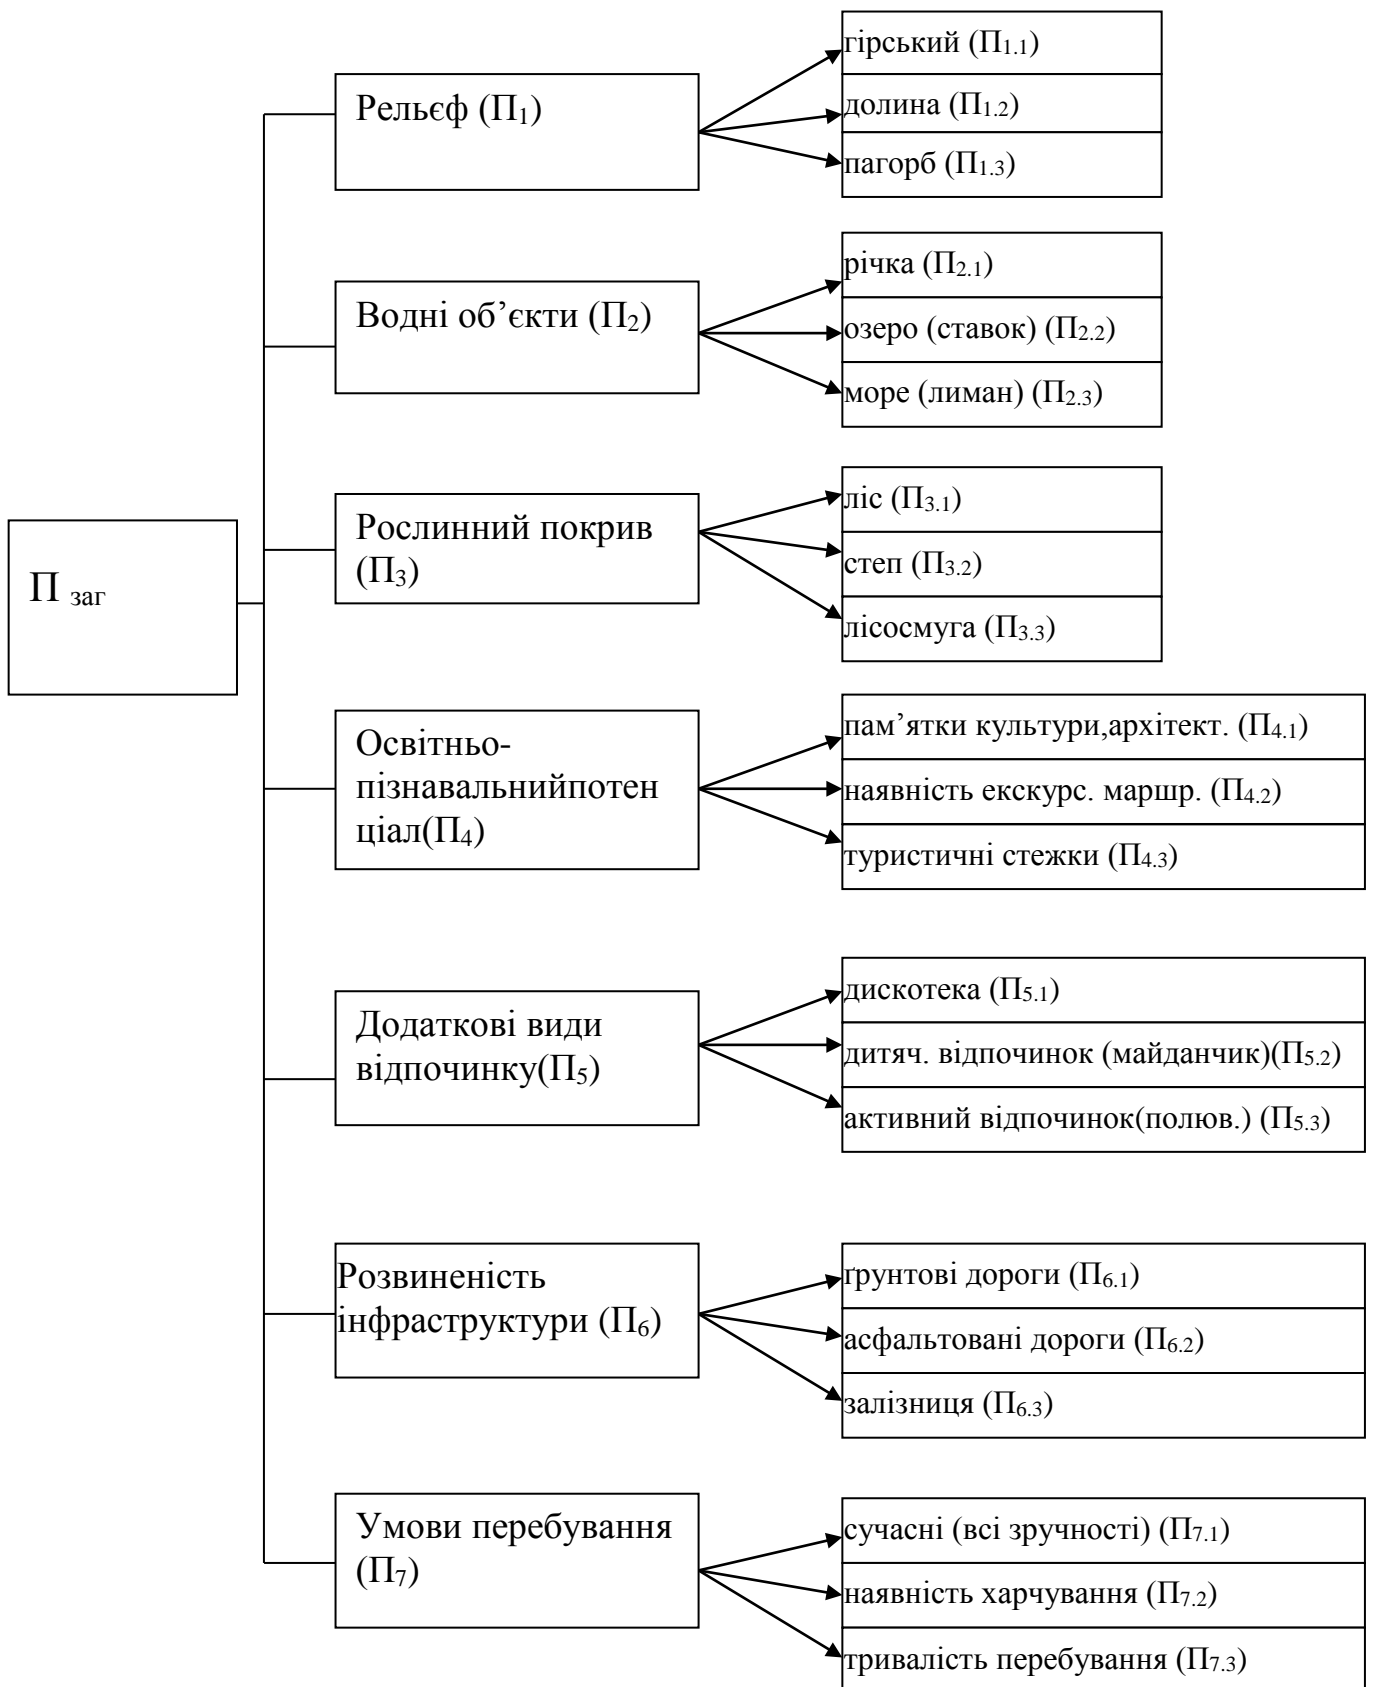 П заг
Рельєф (П1)
гірський (П1.1)
долина (П1.2)
пагорб (П1.3)
Водні об’єкти (П2)
річка (П2.1)
озеро (ставок) (П2.2)
море (лиман) (П2.3)
Рослинний покрив
(П3)
ліс (П3.1)
степ (П3.2)
лісосмуга (П3.3)
Освітньо-
пізнавальнийпотен
ціал(П4)
пам’ятки культури,архітект. (П4.1)
наявність екскурс. маршр. (П4.2)
туристичні стежки (П4.3)
Додаткові види
відпочинку(П5)
дискотека (П5.1)
дитяч. відпочинок (майданчик)(П5.2)
активний відпочинок(полюв.) (П5.3)
Розвиненість
інфраструктури (П6)
ґрунтові дороги (П6.1)
асфальтовані дороги (П6.2)
залізниця (П6.3)
Умови перебування
(П7)
сучасні (всі зручності) (П7.1)
наявність харчування (П7.2)
тривалість перебування (П7.3)